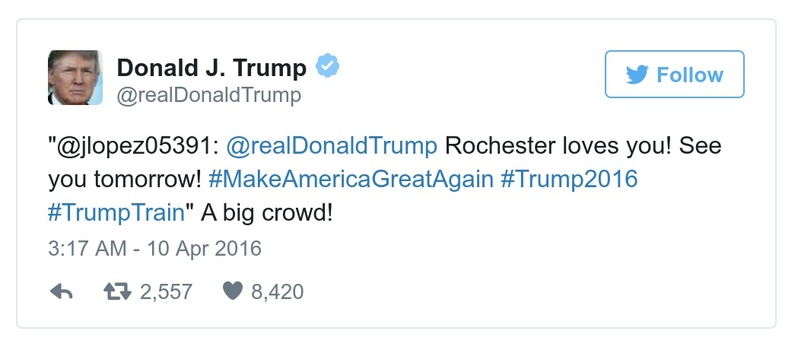 Donald J. Trump
@realDonaldTrump
Follow
"@jlopez05391: @realDonaldTrump Rochester loves you! See
you tomorrow! #MakeAmericaGreatAgain #Trump2016
#TrumpTrain" A big crowd!
3:17 AM - 10 Apr 2016
2,557 8,420